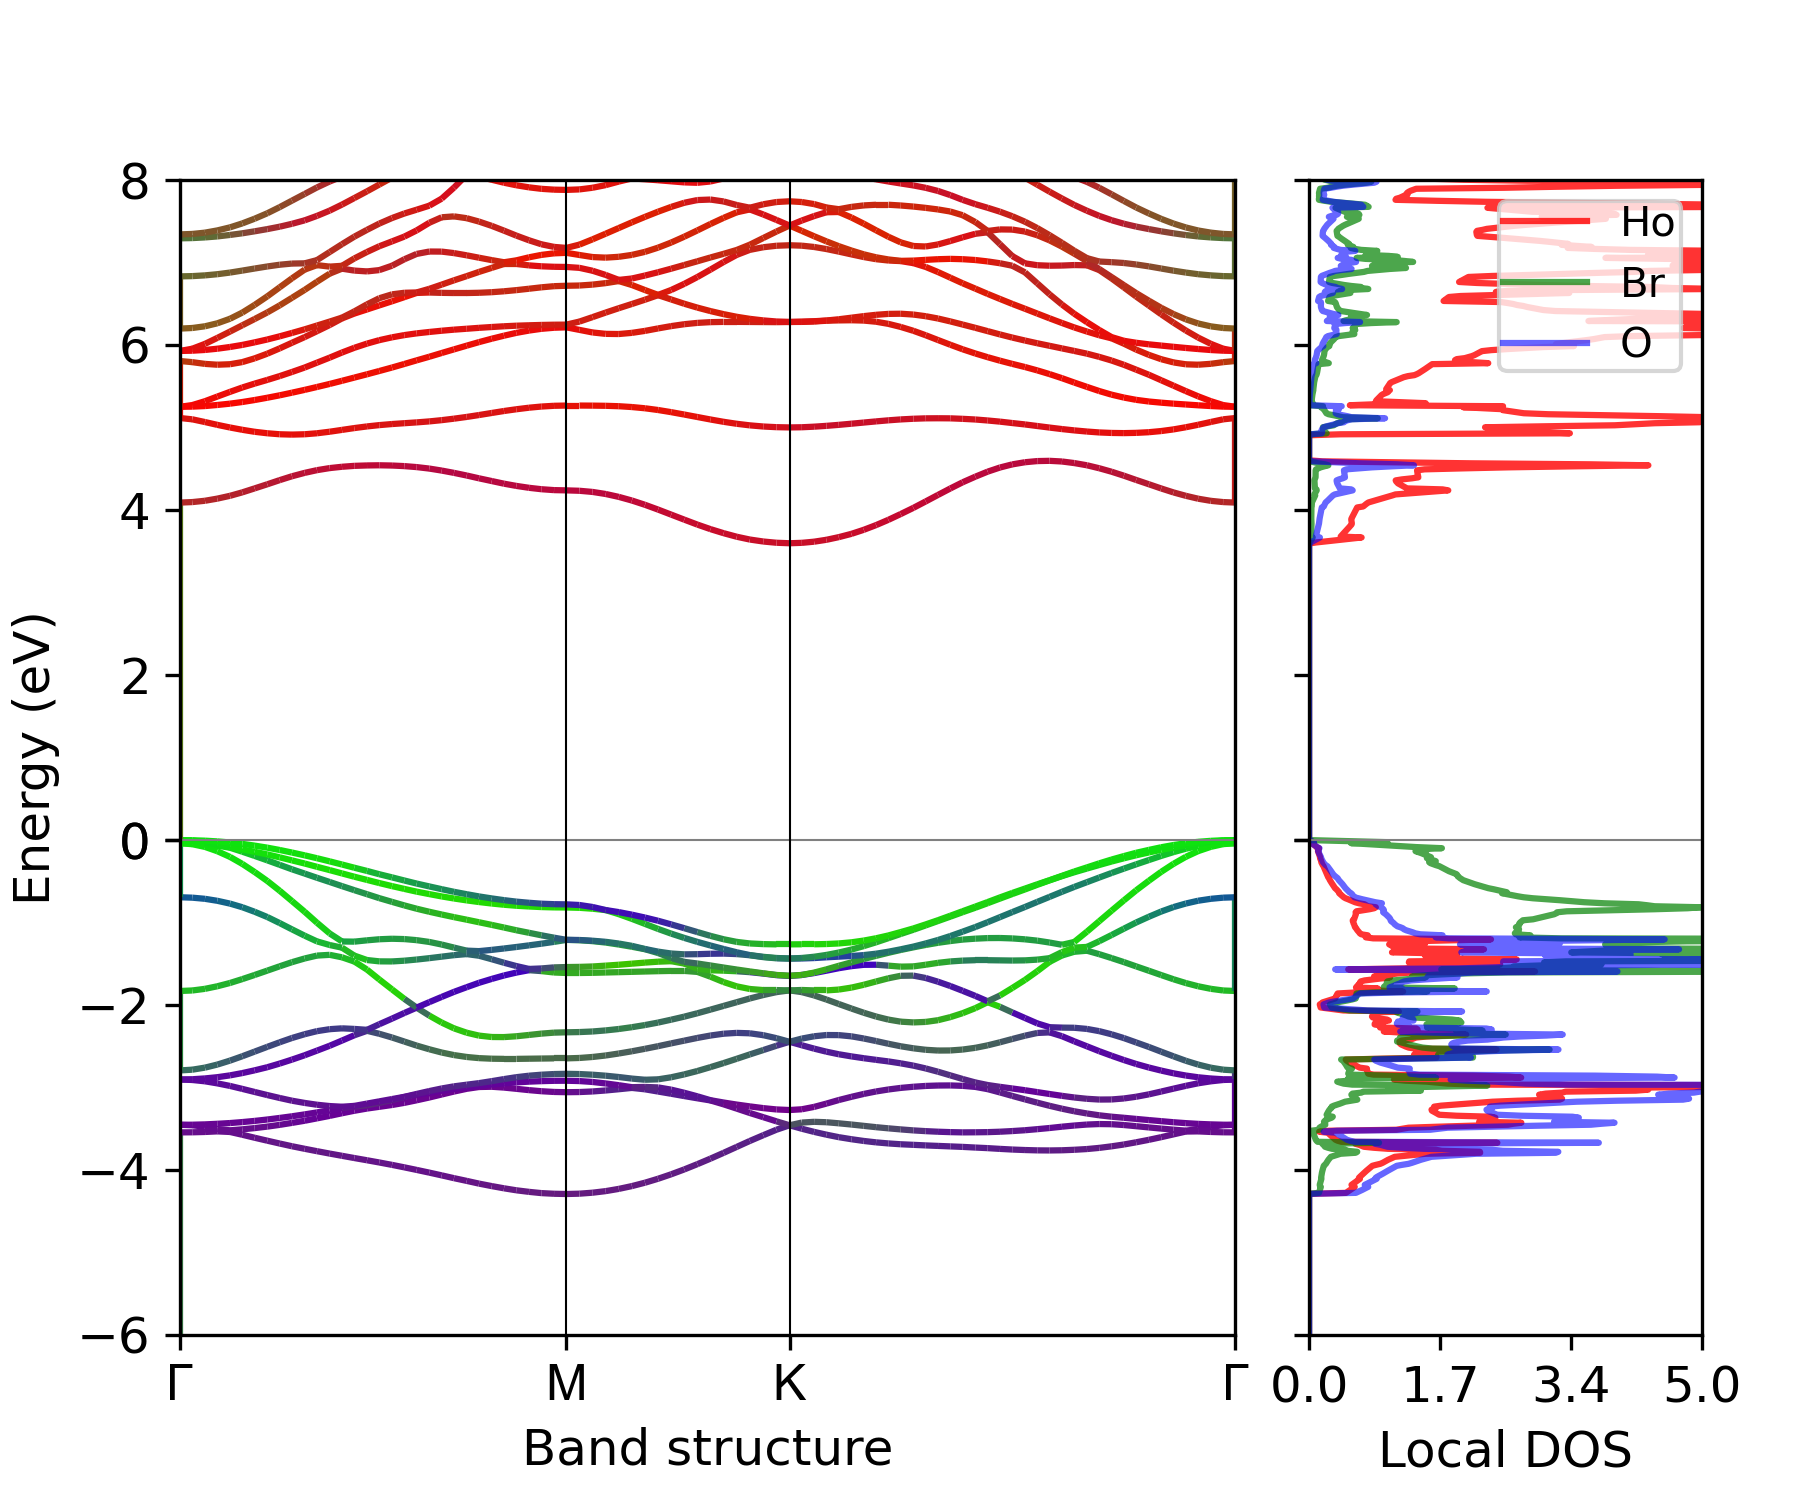 8
6
4
2
0
−2
−4
−6
Energy (eV)
Γ M K Γ
Band structure
Ho
Br
O
0.0 1.7 3.4 5.0
Local DOS